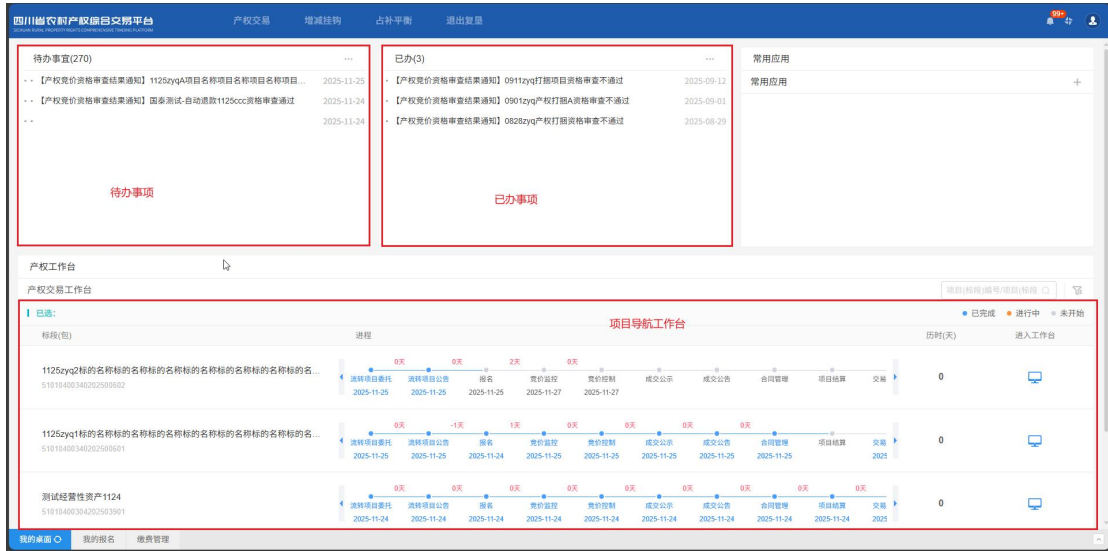 四川省农村产权综合交易平台
SICHUAN RURAL PROPERTY RIGHTS COMPREHENSIVE TRADING PLATFORM
产权交易 增减挂钩 占补平衡 退出复垦
99+
待办事宜(270) ...
【产权竞价资格审查结果通知】1125zyqA项目名称项目名称项目名称项目... 2025-11-25
【产权竞价资格审查结果通知】国泰测试-自动退款1125ccc资格审查通过 2025-11-24
2025-11-24
待办事项
已办(3) ...
【产权竞价资格审查结果通知】0911zyq打捆项目资格审查不通过 2025-09-12
【产权竞价资格审查结果通知】0901zyq产权打捆A资格审查不通过 2025-09-01
【产权竞价资格审查结果通知】0828zyq产权打捆资格审查不通过 2025-08-29
已办事项
常用应用
常用应用 +
产权工作台
产权交易工作台 项目(标段)编号/项目(标段
已选: 项目导航工作台 已完成 进行中 未开始
标段(包) 进程 历时(天) 进入工作台
0天 0天 2天 0天
1125zyq2标的名称标的名称标的名称标的名称标的名称标的名称标的名... 0
51018400340202500602
流转项目委托 流转项目公告 报名 竞价监控 竞价控制 成交公示 成交公告 合同管理 项目结算 交易
2025-11-25 2025-11-25 2025-11-25 2025-11-27 2025-11-27
0天 -1天 1天 0天 0天 0天 0天
1125zyq1标的名称标的名称标的名称标的名称标的名称标的名称标的名... 0
5101840034020250060​1
流转项目委托 流转项目公告 报名 竞价监控 竞价控制 成交公示 成交公告 合同管理 项目结算 交易
2025-11-25 2025-11-25 2025-11-24 2025-11-25 2025-11-25 2025-11-25 2025-11-25 2025-11-25 2025
0天 0天 0天 0天 0天 0天 0天 0天 0天
测试经营性资产1124 0
5101840030420250​3901
流转项目委托 流转项目公告 报名 竞价监控 竞价控制 成交公示 成交公告 合同管理 项目结算 交易
2025-11-24 2025-11-24 2025-11-24 2025-11-24 2025-11-24 2025-11-24 2025-11-24 2025-11-24 2025-11-24 2025
我的桌面 我的报名 缴费管理